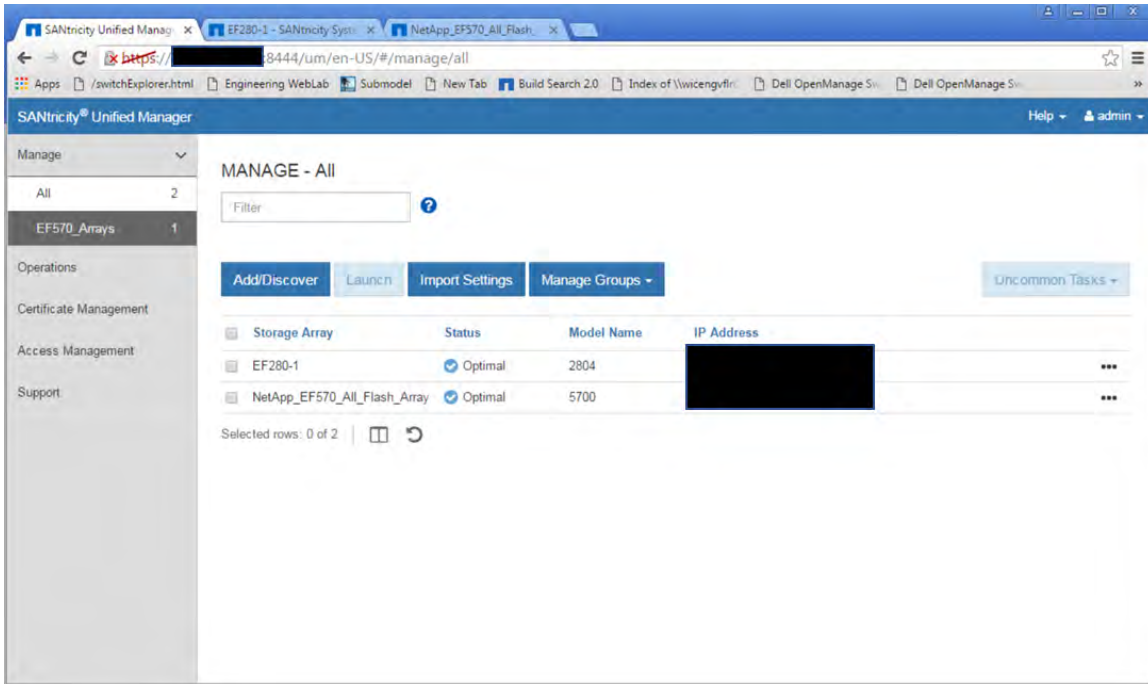 SANtricity Unified Manag
EF280-1 - SANtricity Syste
NetApp_EF570_All_Flash_
https:// :8444/um/en-US/#/manage/all
Apps /switchExplorer.html Engineering WebLab Submodel New Tab Build Search 2.0 Index of \\wicengvflr Dell OpenManage Sw Dell OpenManage Sw »
SANtricity® Unified Manager Help admin
Manage
All 2
EF570_Arrays 1
Operations
Certificate Management
Access Management
Support
MANAGE - All
Filter ?
Add/Discover Launch Import Settings Manage Groups Uncommon Tasks
Storage Array Status Model Name IP Address
EF280-1 Optimal 2804 •••
NetApp_EF570_All_Flash_Array Optimal 5700 •••
Selected rows: 0 of 2